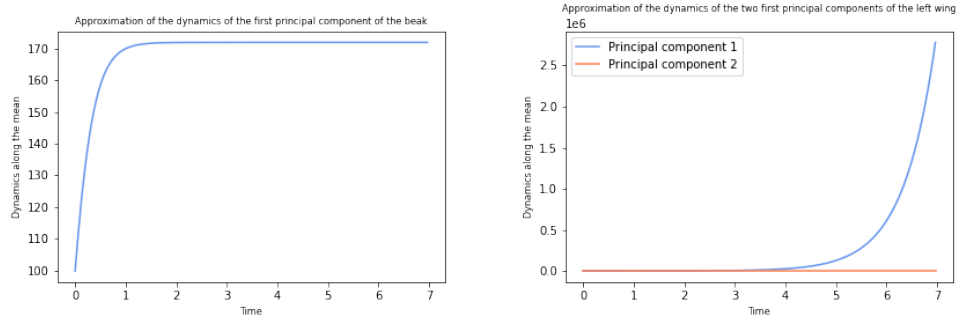 Approximation of the dynamics of the first principal component of the beak
Dynamics along the mean
170
160
150
140
130
120
110
100
0 1 2 3 4 5 6 7
Time
Approximation of the dynamics of the two first principal components of the left wing
1e6
Principal component 1
Principal component 2
Dynamics along the mean
2.5
2.0
1.5
1.0
0.5
0.0
0 1 2 3 4 5 6 7
Time